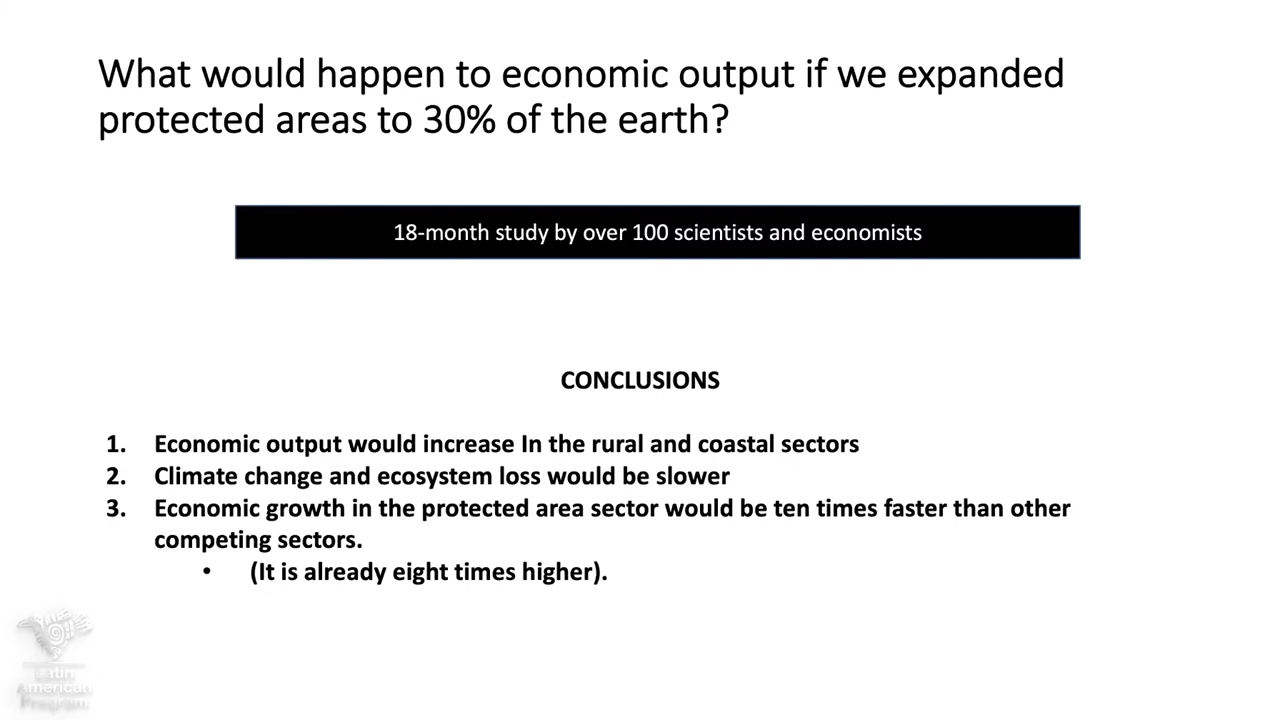 What would happen to economic output if we expanded
protected areas to 30% of the earth?
18-month study by over 100 scientists and economists
CONCLUSIONS
1. Economic output would increase In the rural and coastal sectors
2. Climate change and ecosystem loss would be slower
3. Economic growth in the protected area sector would be ten times faster than other
competing sectors.
• (It is already eight times higher).
Latin
American
Program